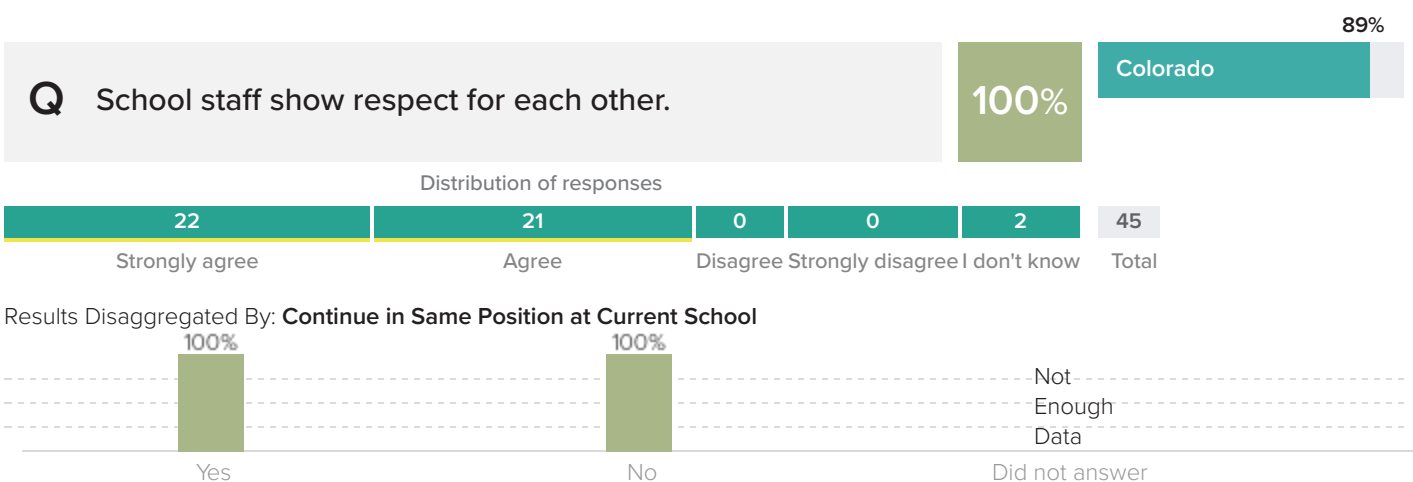 89%
Q School staff show respect for each other.
100%
Colorado
Distribution of responses
22 21 0 0 2 45
Strongly agree Agree Disagree Strongly disagree I don't know Total
Results Disaggregated By: Continue in Same Position at Current School
100% 100%
Not
Enough
Data
Yes No Did not answer